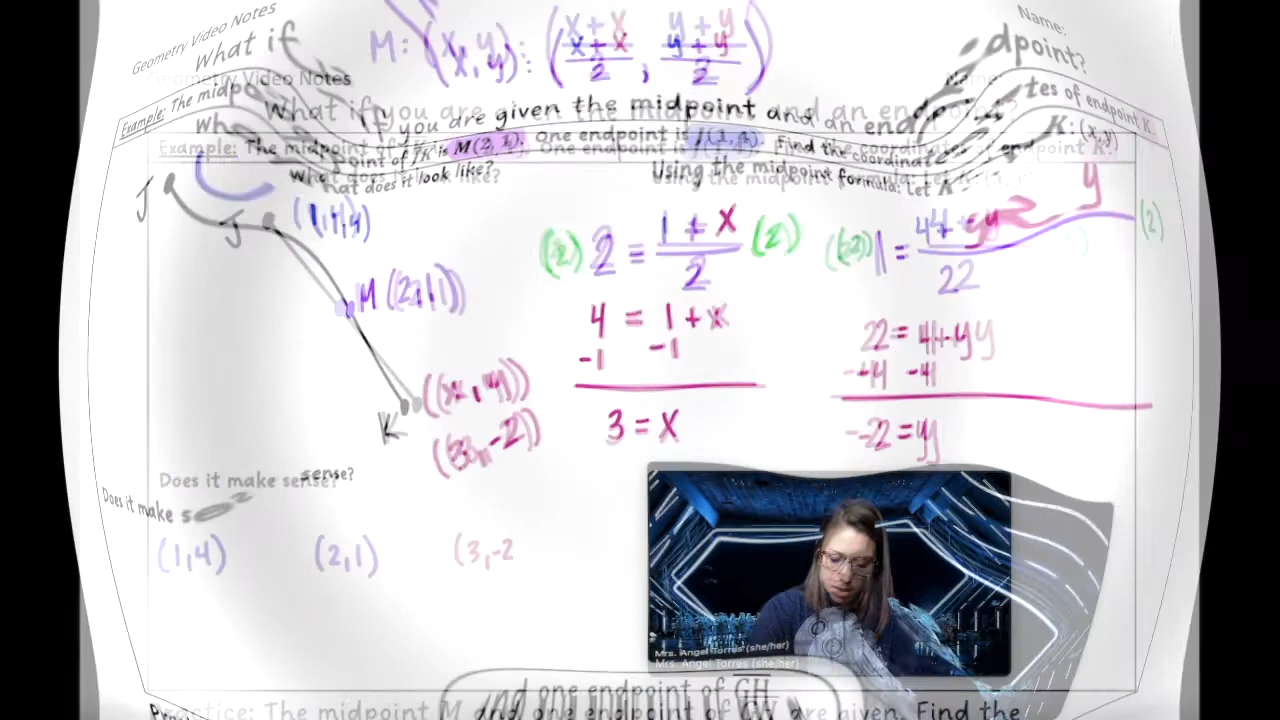 Geometry Video Notes
Name:
What if you are given the midpoint and an endpoint?
M: (x, y): (x + x / 2, y + y / 2)
Example: The midpoint of JK is M(2, 1). One endpoint is J(1, 4). Find the coordinates of endpoint K.
What does it look like?
Using the midpoint formula: Let K: (x, y)
J (1, 4)
M (2, 1)
K (x, y)
(3, -2)
(2) 2 = 1 + x / 2 (2)
4 = 1 + x
-1 -1
3 = x
(2) 1 = 4 + y / 2 (2)
2 = 4 + y
-4 -4
-2 = y
Does it make sense?
(1,4) (2,1) (3,-2
Mrs. Angel Torres (she/her)
Practice: The midpoint M and one endpoint of GH are given. Find the